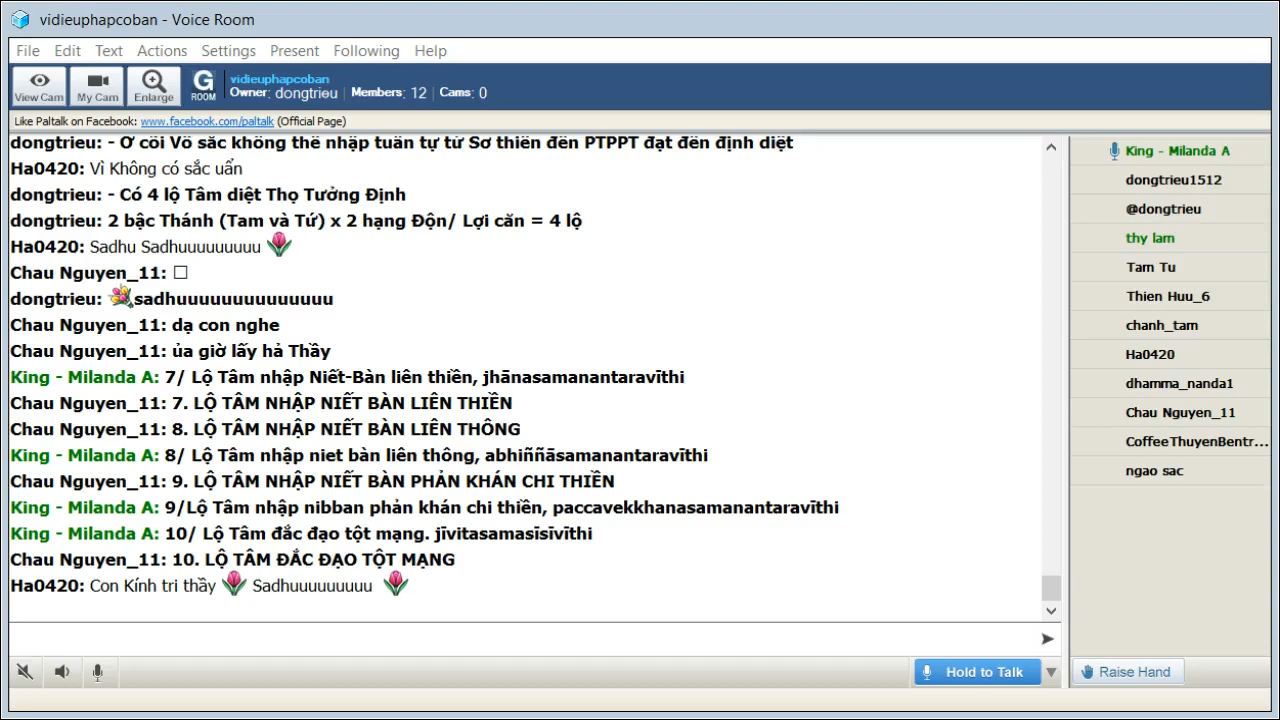 vidieuphapcoban - Voice Room
File Edit Text Actions Settings Present Following Help
View Cam My Cam Enlarge G ROOM
vidieuphapcoban
Owner: dongtrieu | Members: 12 | Cams: 0
Like Paltalk on Facebook: www.facebook.com/paltalk (Official Page)
dongtrieu: - Ở cõi Vô sắc không thể nhập tuần tự từ Sơ thiền đến PTPPT đạt đến định diệt
Ha0420: Vì Không có sắc uẩn
dongtrieu: - Có 4 lộ Tâm diệt Thọ Tưởng Định
dongtrieu: 2 bậc Thánh (Tam và Tứ) x 2 hạng Độn/ Lợi căn = 4 lộ
Ha0420: Sadhu Sadhuuuuuuuuu
Chau Nguyen_11: □
dongtrieu: sadhuuuuuuuuuuuuuuu
Chau Nguyen_11: dạ con nghe
Chau Nguyen_11: ủa giờ lấy hả Thầy
King - Milanda A: 7/ Lộ Tâm nhập Niết-Bàn liên thiền, jhānasamanantaravīthi
Chau Nguyen_11: 7. LỘ TÂM NHẬP NIẾT BÀN LIÊN THIỀN
Chau Nguyen_11: 8. LỘ TÂM NHẬP NIẾT BÀN LIÊN THÔNG
King - Milanda A: 8/ Lộ Tâm nhập niet bàn liên thông, abhiññāsamanantaravīthi
Chau Nguyen_11: 9. LỘ TÂM NHẬP NIẾT BÀN PHẢN KHÁN CHI THIỀN
King - Milanda A: 9/Lộ Tâm nhập nibban phản khán chi thiền, paccavekkhanasamanantaravīthi
King - Milanda A: 10/ Lộ Tâm đắc đạo tột mạng. jīvitasamasīsīvīthi
Chau Nguyen_11: 10. LỘ TÂM ĐẮC ĐẠO TỘT MẠNG
Ha0420: Con Kính tri thầy Sadhuuuuuuuuu
King - Milanda A
dongtrieu1512
@dongtrieu
thy lam
Tam Tu
Thien Huu_6
chanh_tam
Ha0420
dhamma_nanda1
Chau Nguyen_11
CoffeeThuyenBentr...
ngao sac
Hold to Talk
Raise Hand